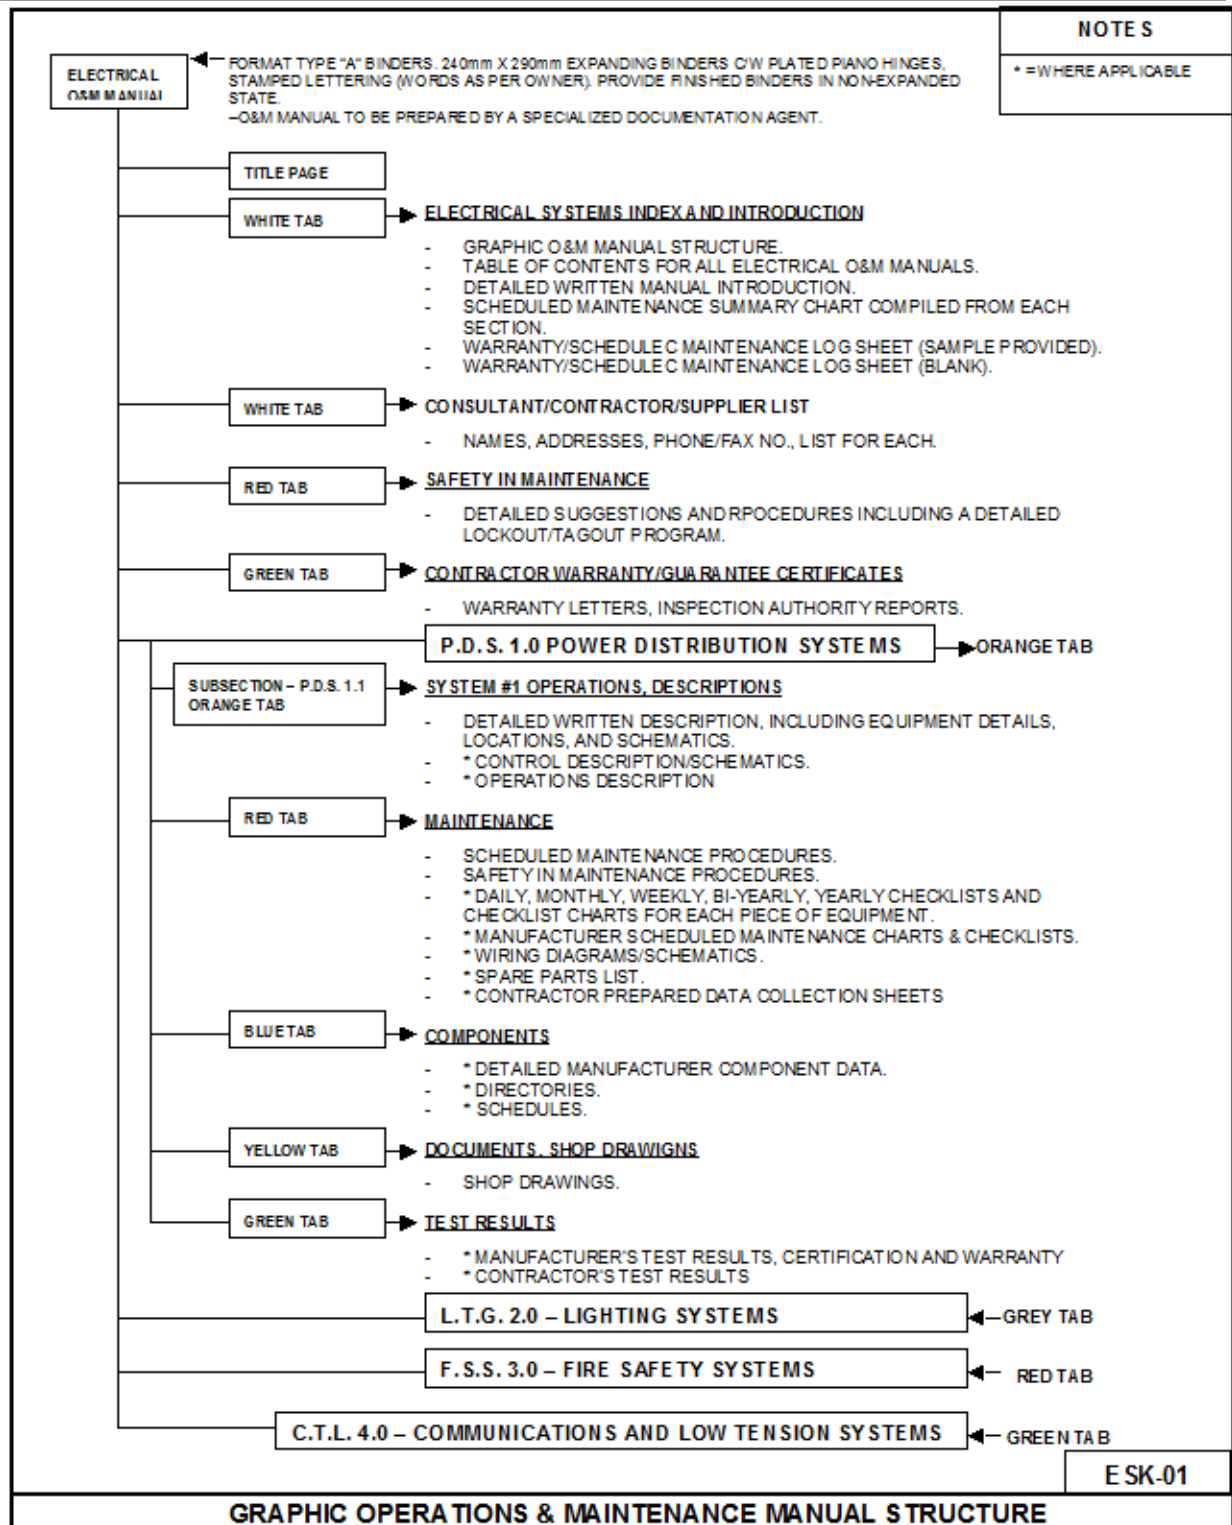 NOTES
* = WHERE APPLICABLE
ELECTRICAL
O&M MANUAL
FORMAT TYPE "A" BINDERS. 240mm X 290mm EXPANDING BINDERS C/W PLATED PIANO HINGES,
STAMPED LETTERING (WORDS AS PER OWNER). PROVIDE FINISHED BINDERS IN NON-EXPANDED
STATE.
–O&M MANUAL TO BE PREPARED BY A SPECIALIZED DOCUMENTATION AGENT.
TITLE PAGE
WHITE TAB
ELECTRICAL SYSTEMS INDEX AND INTRODUCTION
- GRAPHIC O&M MANUAL STRUCTURE.
- TABLE OF CONTENTS FOR ALL ELECTRICAL O&M MANUALS.
- DETAILED WRITTEN MANUAL INTRODUCTION.
- SCHEDULED MAINTENANCE SUMMARY CHART COMPILED FROM EACH
SECTION.
- WARRANTY/SCHEDULEC MAINTENANCE LOG SHEET (SAMPLE PROVIDED).
- WARRANTY/SCHEDULEC MAINTENANCE LOG SHEET (BLANK).
WHITE TAB
CONSULTANT/CONTRACTOR/SUPPLIER LIST
- NAMES, ADDRESSES, PHONE/FAX NO., LIST FOR EACH.
RED TAB
SAFETY IN MAINTENANCE
- DETAILED SUGGESTIONS AND RPOCEDURES INCLUDING A DETAILED
LOCKOUT/TAGOUT PROGRAM.
GREEN TAB
CONTRACTOR WARRANTY/GUARANTEE CERTIFICATES
- WARRANTY LETTERS, INSPECTION AUTHORITY REPORTS.
P.D.S. 1.0 POWER DISTRIBUTION SYSTEMS
ORANGE TAB
SUBSECTION – P.D.S. 1.1
ORANGE TAB
SYSTEM #1 OPERATIONS, DESCRIPTIONS
- DETAILED WRITTEN DESCRIPTION, INCLUDING EQUIPMENT DETAILS,
LOCATIONS, AND SCHEMATICS.
- * CONTROL DESCRIPTION/SCHEMATICS.
- * OPERATIONS DESCRIPTION
RED TAB
MAINTENANCE
- SCHEDULED MAINTENANCE PROCEDURES.
- SAFETY IN MAINTENANCE PROCEDURES.
- * DAILY, MONTHLY, WEEKLY, BI-YEARLY, YEARLY CHECKLISTS AND
CHECKLIST CHARTS FOR EACH PIECE OF EQUIPMENT.
- * MANUFACTURER SCHEDULED MAINTENANCE CHARTS & CHECKLISTS.
- * WIRING DIAGRAMS/SCHEMATICS.
- * SPARE PARTS LIST.
- * CONTRACTOR PREPARED DATA COLLECTION SHEETS
BLUE TAB
COMPONENTS
- * DETAILED MANUFACTURER COMPONENT DATA.
- * DIRECTORIES.
- * SCHEDULES.
YELLOW TAB
DOCUMENTS, SHOP DRAWIGNS
- SHOP DRAWINGS.
GREEN TAB
TEST RESULTS
- * MANUFACTURER'S TEST RESULTS, CERTIFICATION AND WARRANTY
- * CONTRACTOR'S TEST RESULTS
L.T.G. 2.0 – LIGHTING SYSTEMS
GREY TAB
F.S.S. 3.0 – FIRE SAFETY SYSTEMS
RED TAB
C.T.L. 4.0 – COMMUNICATIONS AND LOW TENSION SYSTEMS
GREEN TAB
ESK-01
GRAPHIC OPERATIONS & MAINTENANCE MANUAL STRUCTURE